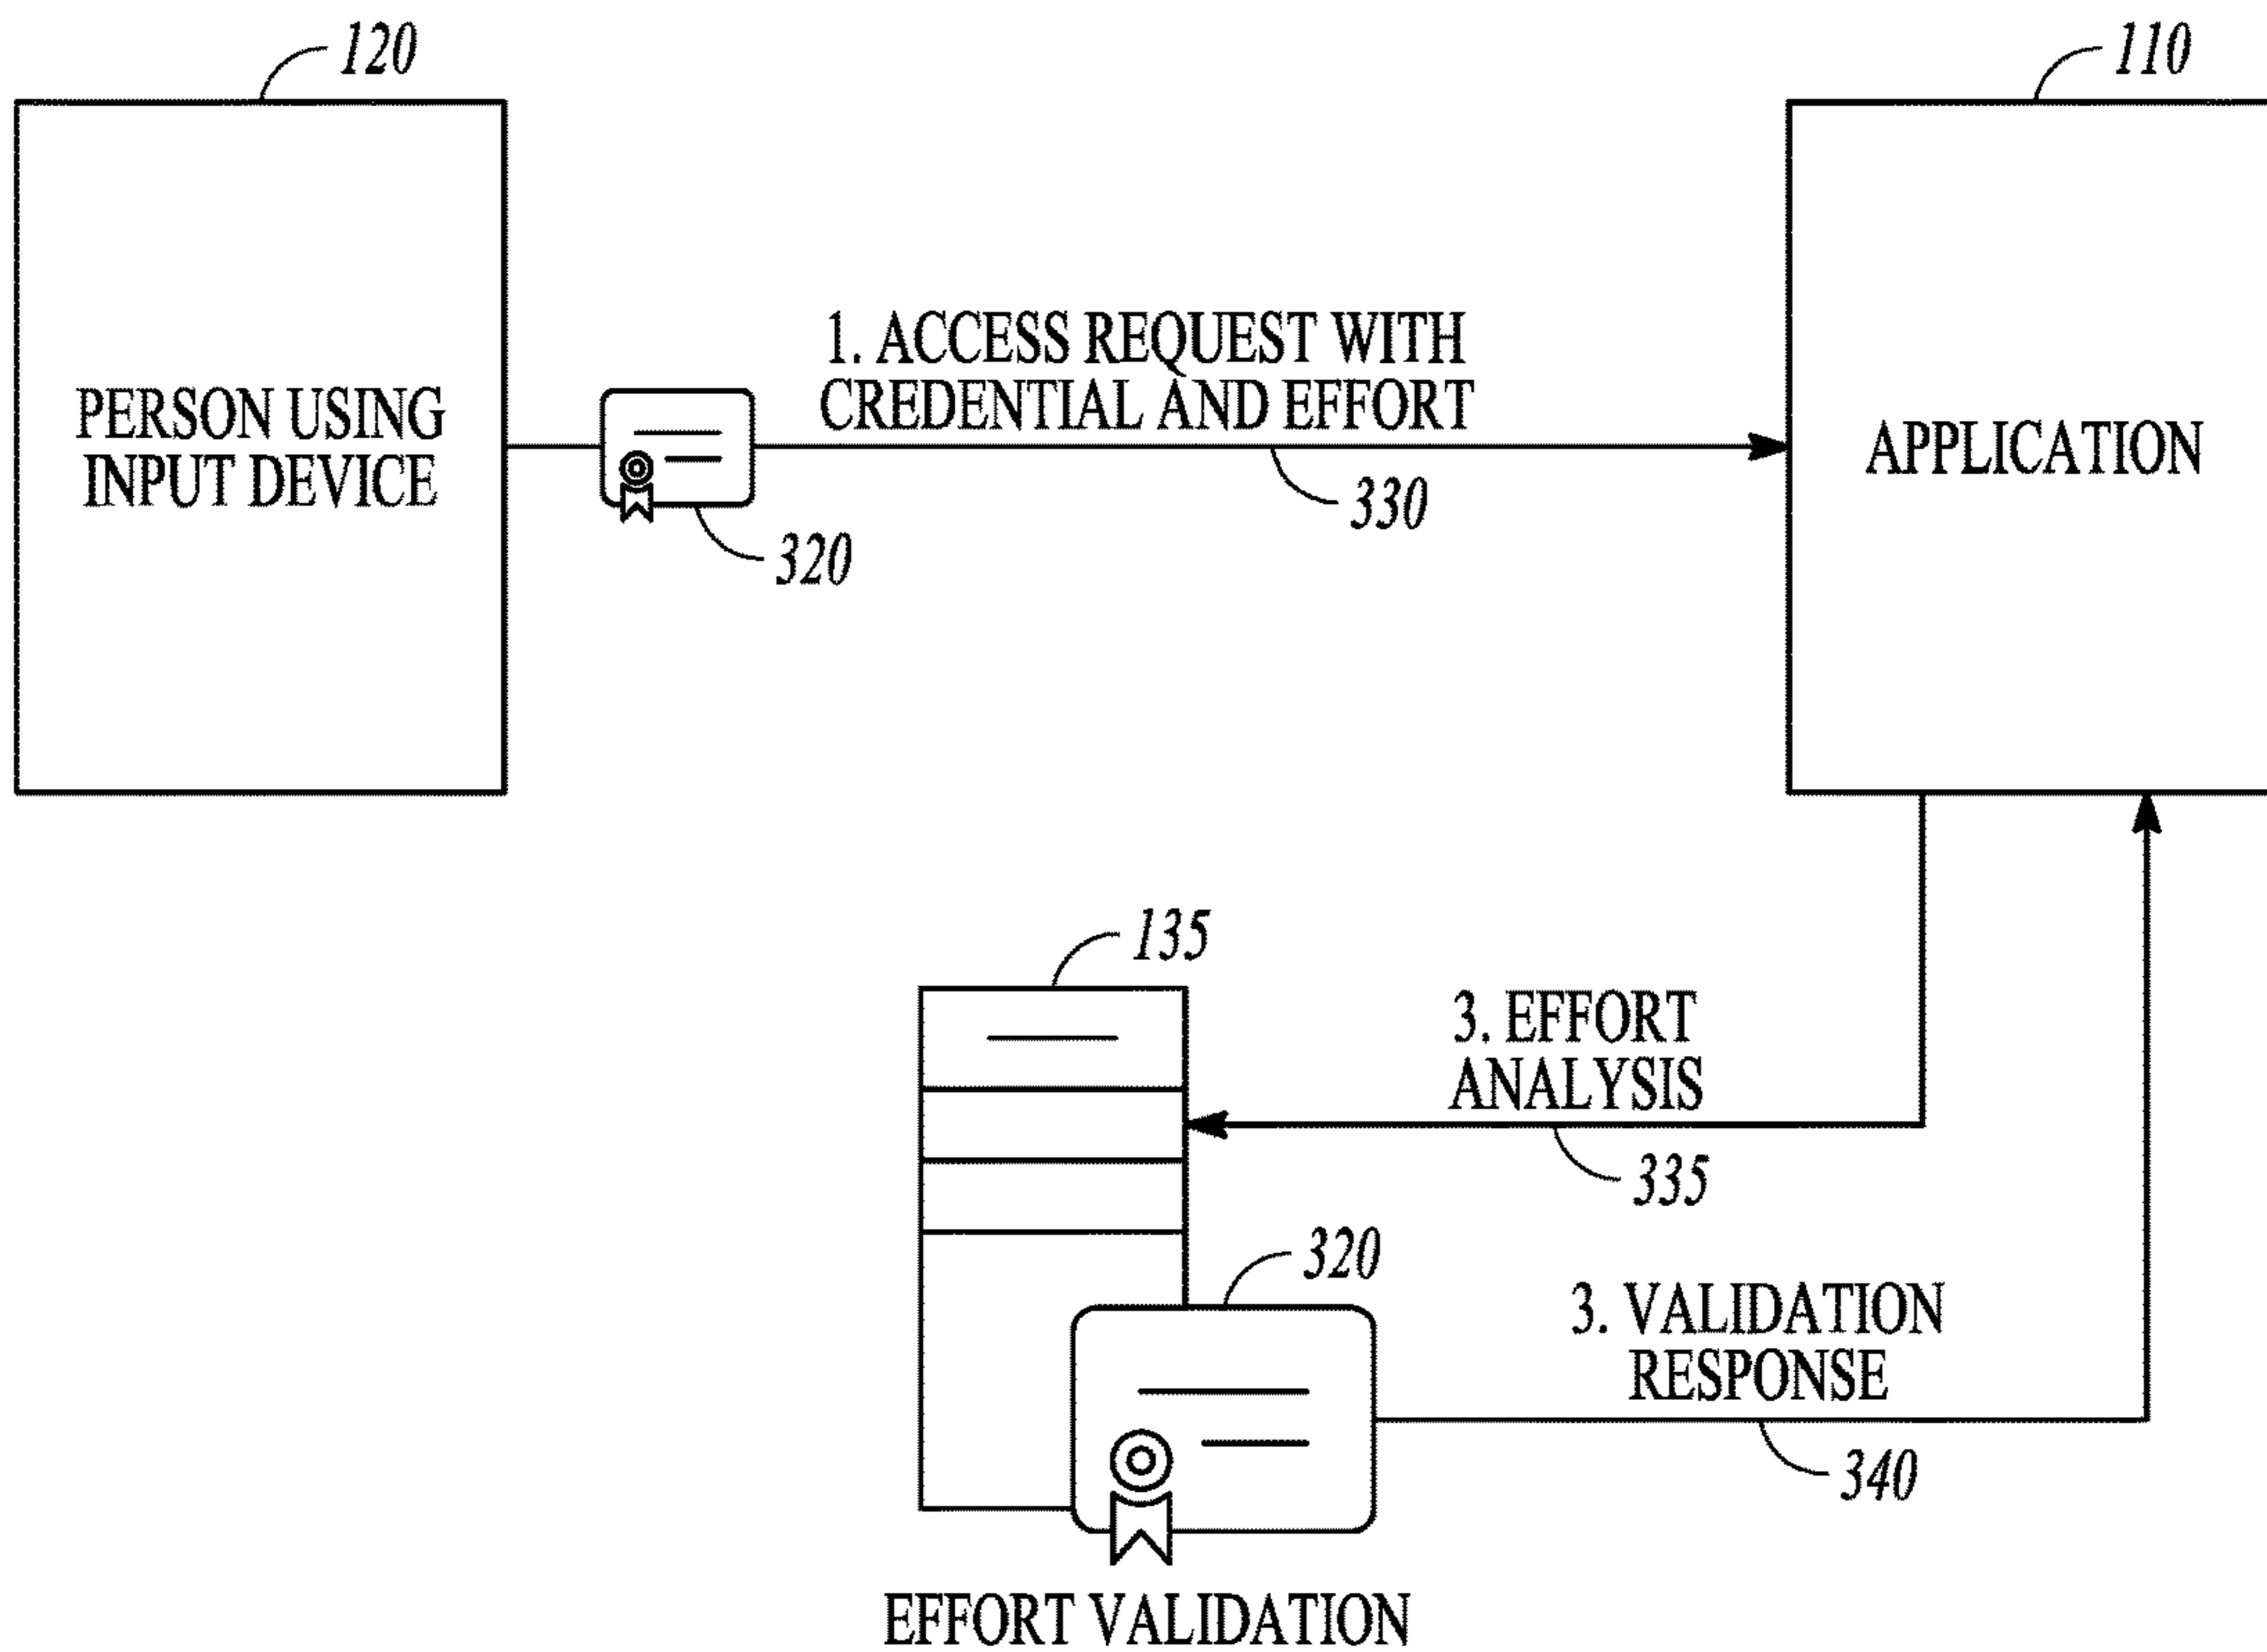 120
110
PERSON USING
INPUT DEVICE
1. ACCESS REQUEST WITH
CREDENTIAL AND EFFORT
330
320
APPLICATION
135
3. EFFORT
ANALYSIS
335
320
3. VALIDATION
RESPONSE
340
EFFORT VALIDATION